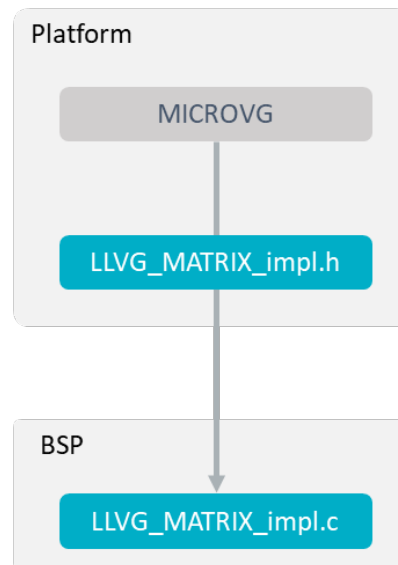 Platform
MICROVG
LLVG_MATRIX_impl.h
BSP
LLVG_MATRIX_impl.c